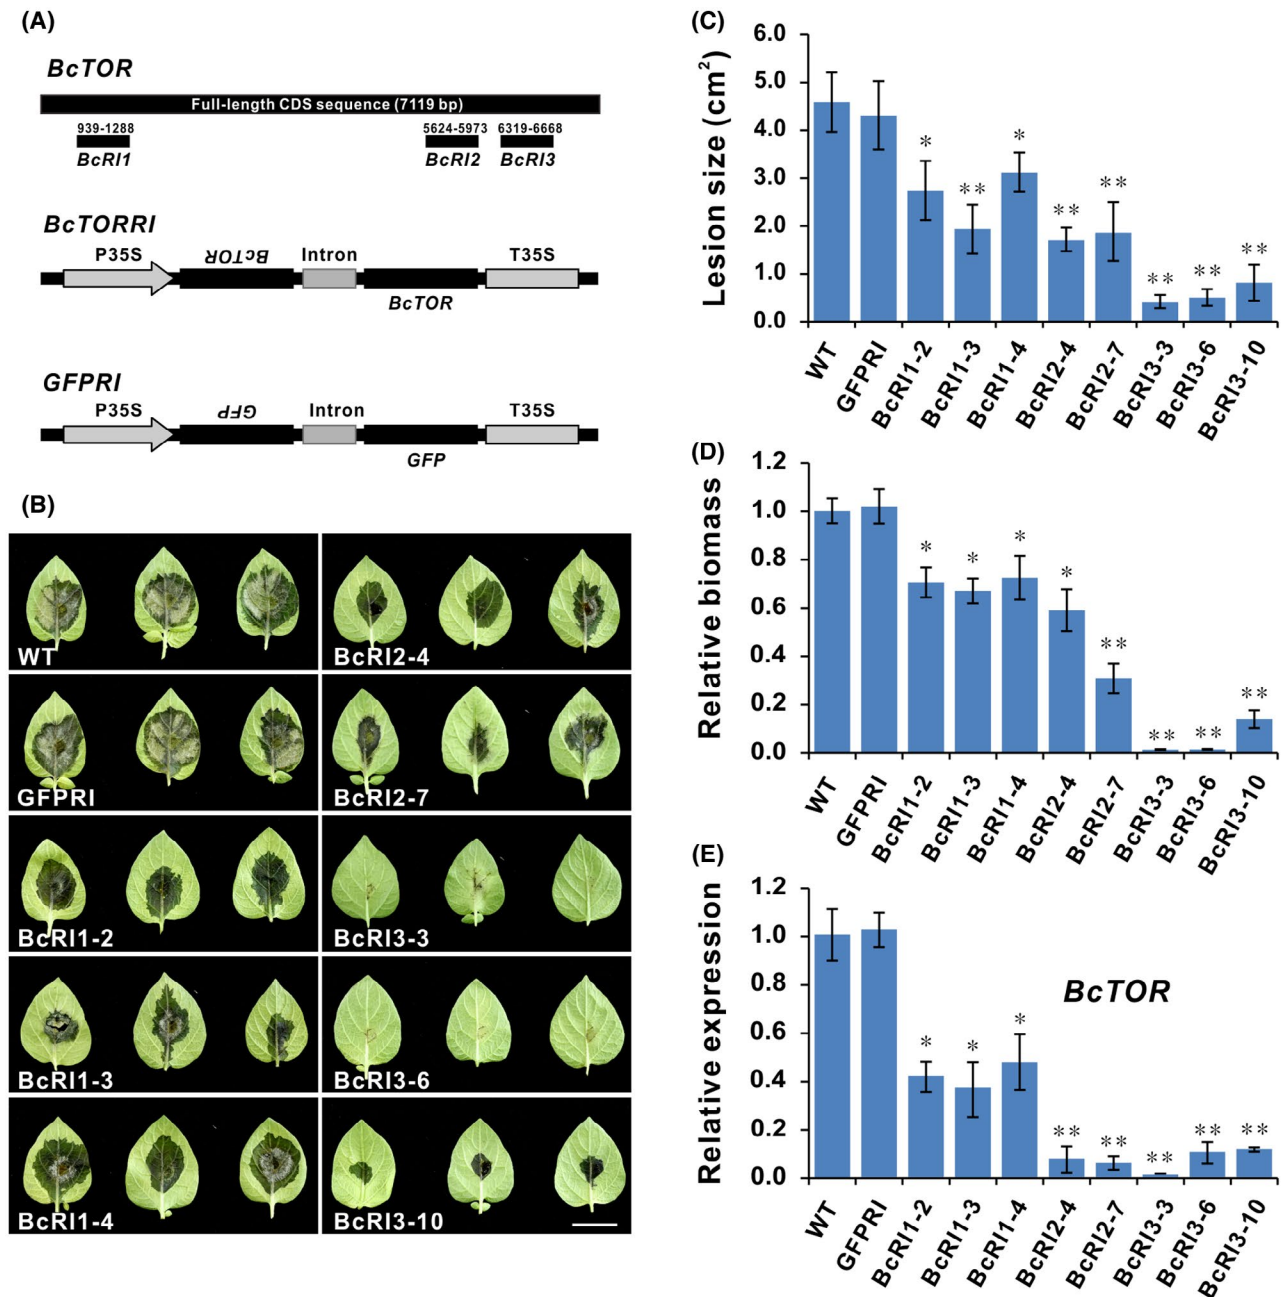 (A)
BcTOR
Full-length CDS sequence (7119 bp)
939-1288
5624-5973
6319-6668
BcRI1
BcRI2
BcRI3
BcTORRI
P35S
BcTOR
Intron
T35S
BcTOR
GFPRI
P35S
GFP
Intron
T35S
GFP
(B)
WT
BcRI2-4
GFPRI
BcRI2-7
BcRI1-2
BcRI3-3
BcRI1-3
BcRI3-6
BcRI1-4
BcRI3-10
(C)
Lesion size (cm²)
6.0
5.0
4.0
3.0
2.0
1.0
0.0
*
**
*
**
**
**
**
**
WT
GFPRI
BcRI1-2
BcRI1-3
BcRI1-4
BcRI2-4
BcRI2-7
BcRI3-3
BcRI3-6
BcRI3-10
(D)
Relative biomass
1.2
1.0
0.8
0.6
0.4
0.2
0.0
*
*
*
*
**
**
**
**
WT
GFPRI
BcRI1-2
BcRI1-3
BcRI1-4
BcRI2-4
BcRI2-7
BcRI3-3
BcRI3-6
BcRI3-10
(E)
Relative expression
1.2
1.0
0.8
0.6
0.4
0.2
0.0
BcTOR
*
*
*
**
**
**
**
**
WT
GFPRI
BcRI1-2
BcRI1-3
BcRI1-4
BcRI2-4
BcRI2-7
BcRI3-3
BcRI3-6
BcRI3-10